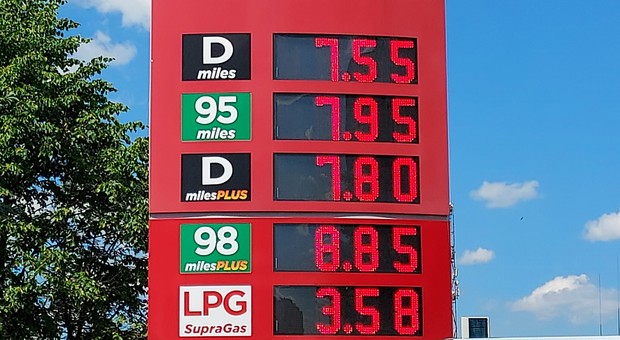 D miles 7.55
95 miles 7.95
D milesPLUS 7.80
98 milesPLUS 8.85
LPG SupraGas 3.58